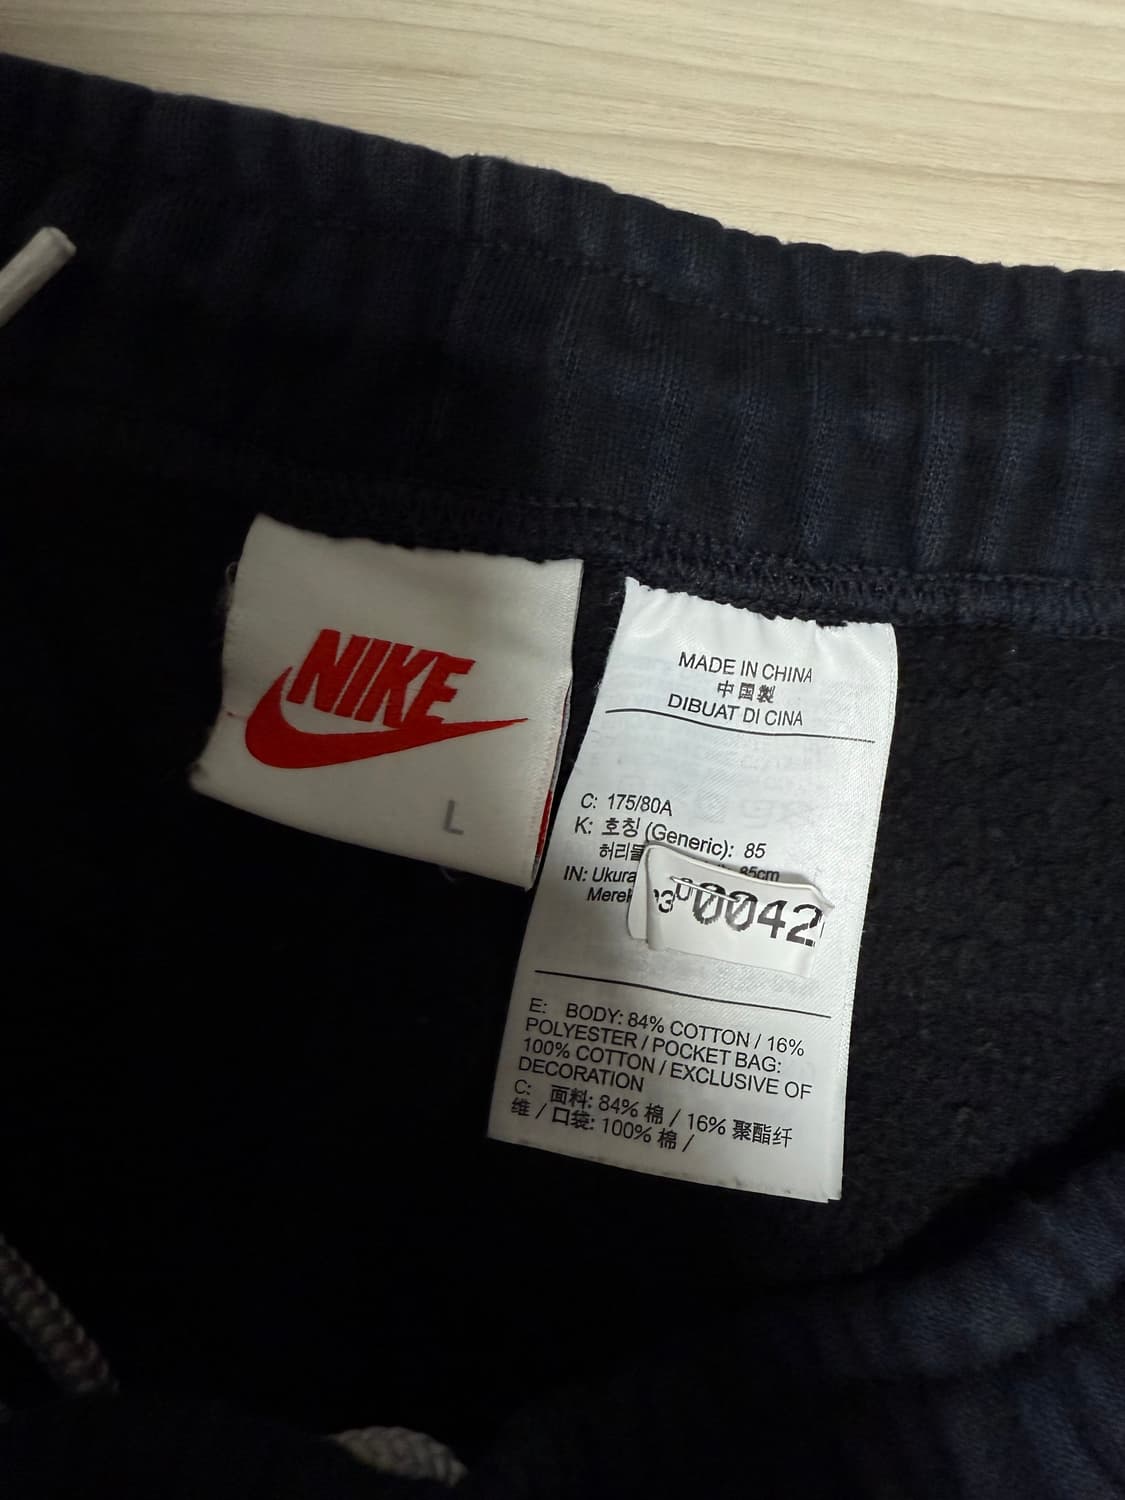 NIKE
L
MADE IN CHINA
中国製
DIBUAT DI CINA
C: 175/80A
K: 호칭 (Generic): 85
85cm
IN:
00042
E: BODY: 84% COTTON / 16%
POLYESTER / POCKET BAG:
100% COTTON / EXCLUSIVE OF
DECORATION
C: 面料: 84% 棉 / 16% 聚酯纤
维 / 口袋: 100% 棉 /